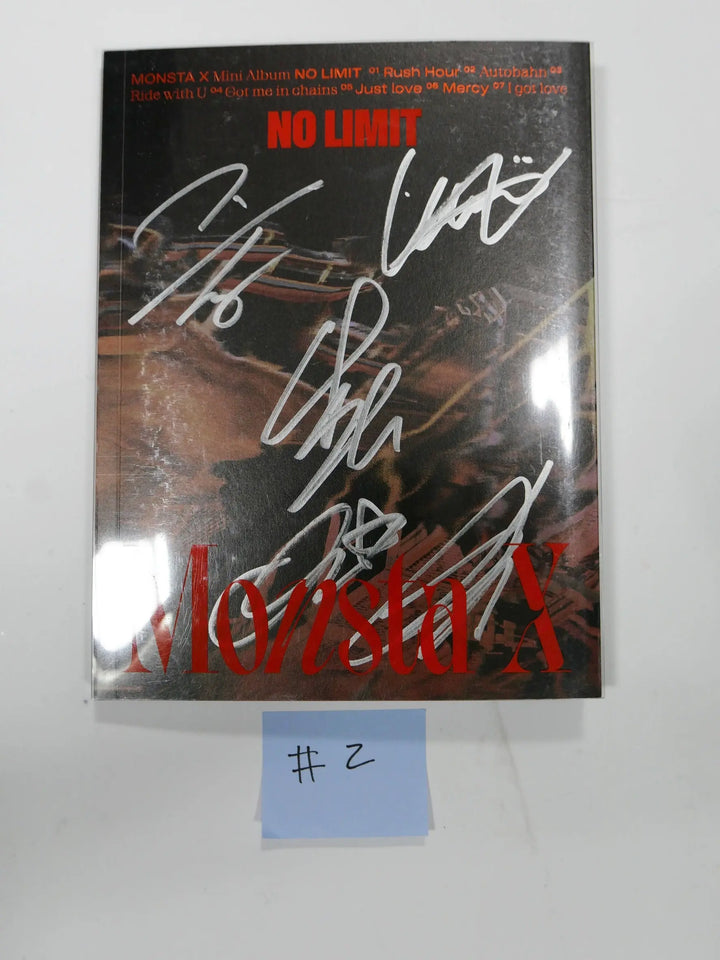 MONSTA X Mini Album NO LIMIT 01 Rush Hour 02 Autobahn 03
Ride with U 04 Got me in chains 05 Just love 06 Mercy 07 I got love
NO LIMIT
Monsta X
#2